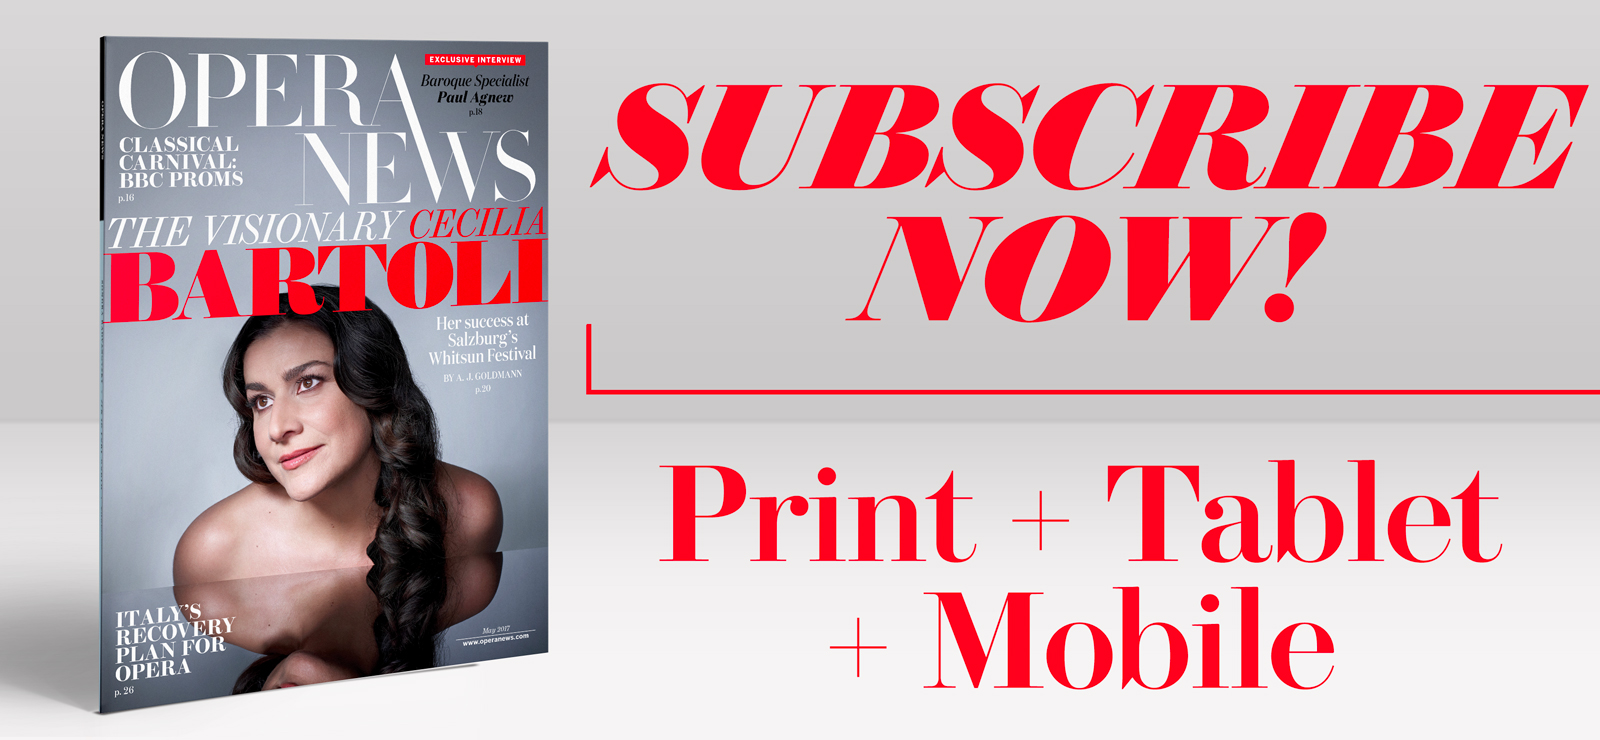 OPERA
NEWS
EXCLUSIVE INTERVIEW
Baroque Specialist
Paul Agnew
p.18
CLASSICAL
CARNIVAL:
BBC PROMS
p.16
THE VISIONARY CECILIA
BARTOLI
Her success at
Salzburg's
Whitsun Festival
BY A. J. GOLDMANN
p.20
ITALY'S
RECOVERY
PLAN FOR
OPERA
p. 26
May 2017
www.operanews.com
SUBSCRIBE
NOW!
Print + Tablet
+ Mobile